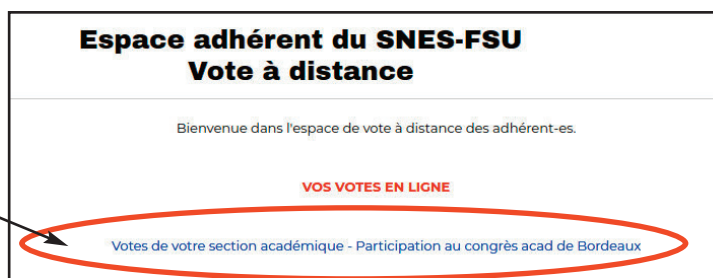 Espace adhérent du SNES-FSU
Vote à distance
Bienvenue dans l'espace de vote à distance des adhérent-es.
VOS VOTES EN LIGNE
Votes de votre section académique - Participation au congrès acad de Bordeaux